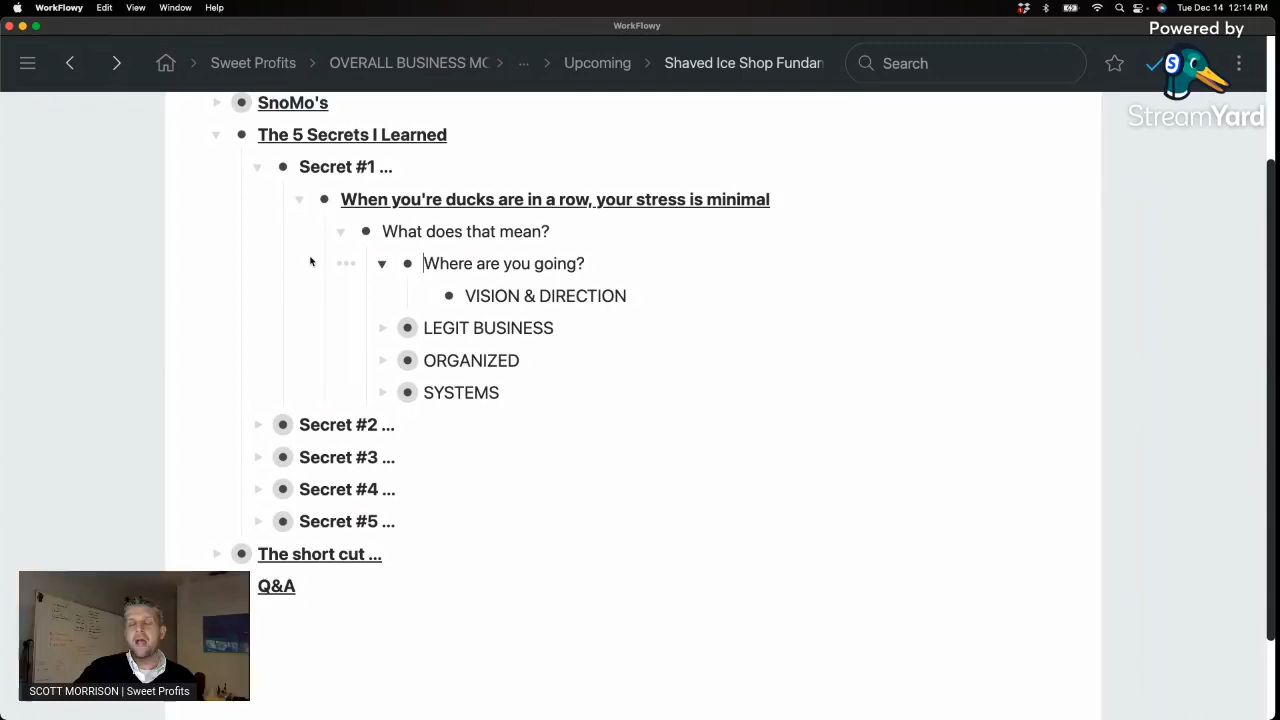 WorkFlowy Edit View Window Help Tue Dec 14 12:14 PM
WorkFlowy
Powered by
Sweet Profits OVERALL BUSINESS MO ... Upcoming Shaved Ice Shop Fundar Search
S
StreamYard
SnoMo's
The 5 Secrets I Learned
Secret #1 ...
When you're ducks are in a row, your stress is minimal
What does that mean?
Where are you going?
VISION & DIRECTION
LEGIT BUSINESS
ORGANIZED
SYSTEMS
Secret #2 ...
Secret #3 ...
Secret #4 ...
Secret #5 ...
The short cut ...
Q&A
SCOTT MORRISON | Sweet Profits